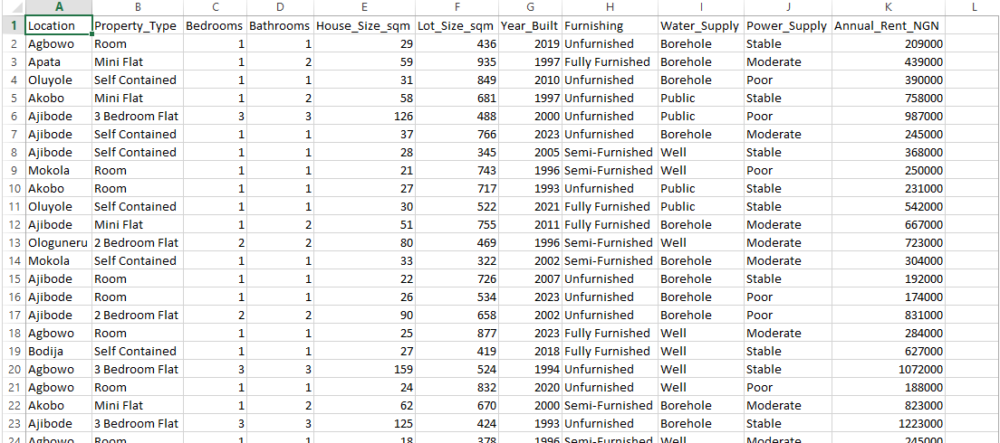 A B C D E F G H I J K L
1 Location Property_Type Bedrooms Bathrooms House_Size_sqm Lot_Size_sqm Year_Built Furnishing Water_Supply Power_Supply Annual_Rent_NGN
2 Agbowo Room 1 1 29 436 2019 Unfurnished Borehole Stable 209000
3 Apata Mini Flat 1 2 59 935 1997 Fully Furnished Borehole Moderate 439000
4 Oluyole Self Contained 1 1 31 849 2010 Unfurnished Borehole Poor 390000
5 Akobo Mini Flat 1 2 58 681 1997 Unfurnished Public Stable 758000
6 Ajibode 3 Bedroom Flat 3 3 126 488 2000 Unfurnished Public Poor 987000
7 Ajibode Self Contained 1 1 37 766 2023 Unfurnished Borehole Moderate 245000
8 Ajibode Self Contained 1 1 28 345 2005 Semi-Furnished Well Stable 368000
9 Mokola Room 1 1 21 743 1996 Semi-Furnished Well Poor 250000
10 Akobo Room 1 1 27 717 1993 Unfurnished Public Stable 231000
11 Oluyole Self Contained 1 1 30 522 2021 Fully Furnished Public Stable 542000
12 Ajibode Mini Flat 1 2 51 755 2011 Fully Furnished Borehole Moderate 667000
13 Ologuneru 2 Bedroom Flat 2 2 80 469 1996 Semi-Furnished Well Moderate 723000
14 Mokola Self Contained 1 1 33 322 2002 Semi-Furnished Borehole Moderate 304000
15 Ajibode Room 1 1 22 726 2007 Unfurnished Borehole Stable 192000
16 Ajibode Room 1 1 26 534 2023 Unfurnished Borehole Poor 174000
17 Ajibode 2 Bedroom Flat 2 2 90 658 2002 Unfurnished Borehole Poor 831000
18 Agbowo Room 1 1 25 877 2023 Fully Furnished Well Moderate 284000
19 Bodija Self Contained 1 1 27 419 2018 Fully Furnished Well Stable 627000
20 Agbowo 3 Bedroom Flat 3 3 159 524 1994 Unfurnished Well Stable 1072000
21 Agbowo Room 1 1 24 832 2020 Unfurnished Well Poor 188000
22 Akobo Mini Flat 1 2 62 670 2000 Semi-Furnished Borehole Moderate 823000
23 Ajibode 3 Bedroom Flat 3 3 125 424 1993 Unfurnished Borehole Stable 1223000
24 Agbowo Room 1 1 18 378 1996 Semi-Furnished Well Moderate 245000